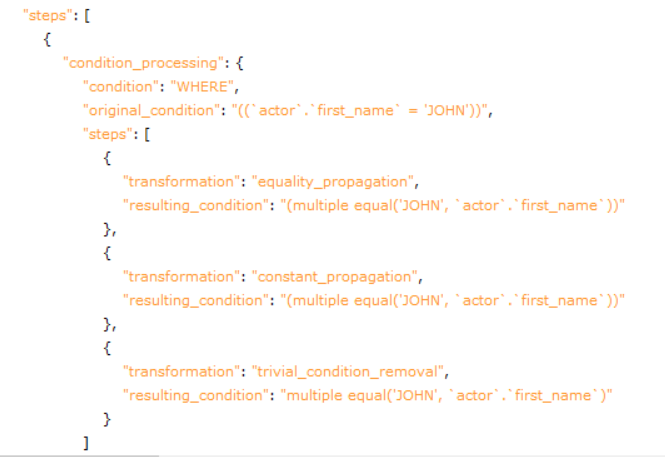 "steps": [
{
"condition_processing": {
"condition": "WHERE",
"original_condition": "((`actor`.`first_name` = 'JOHN'))",
"steps": [
{
"transformation": "equality_propagation",
"resulting_condition": "(multiple equal('JOHN', `actor`.`first_name`))"
},
{
"transformation": "constant_propagation",
"resulting_condition": "(multiple equal('JOHN', `actor`.`first_name`))"
},
{
"transformation": "trivial_condition_removal",
"resulting_condition": "multiple equal('JOHN', `actor`.`first_name`)"
}
]